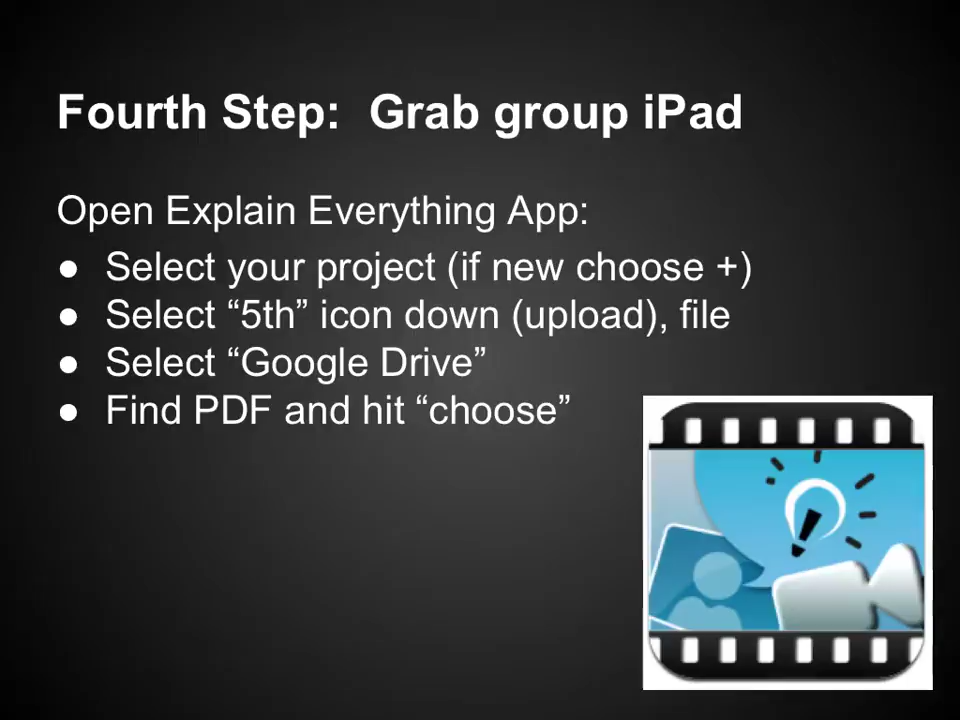 Fourth Step:  Grab group iPad
Open Explain Everything App:
● Select your project (if new choose +)
● Select “5th” icon down (upload), file
● Select “Google Drive”
● Find PDF and hit “choose”